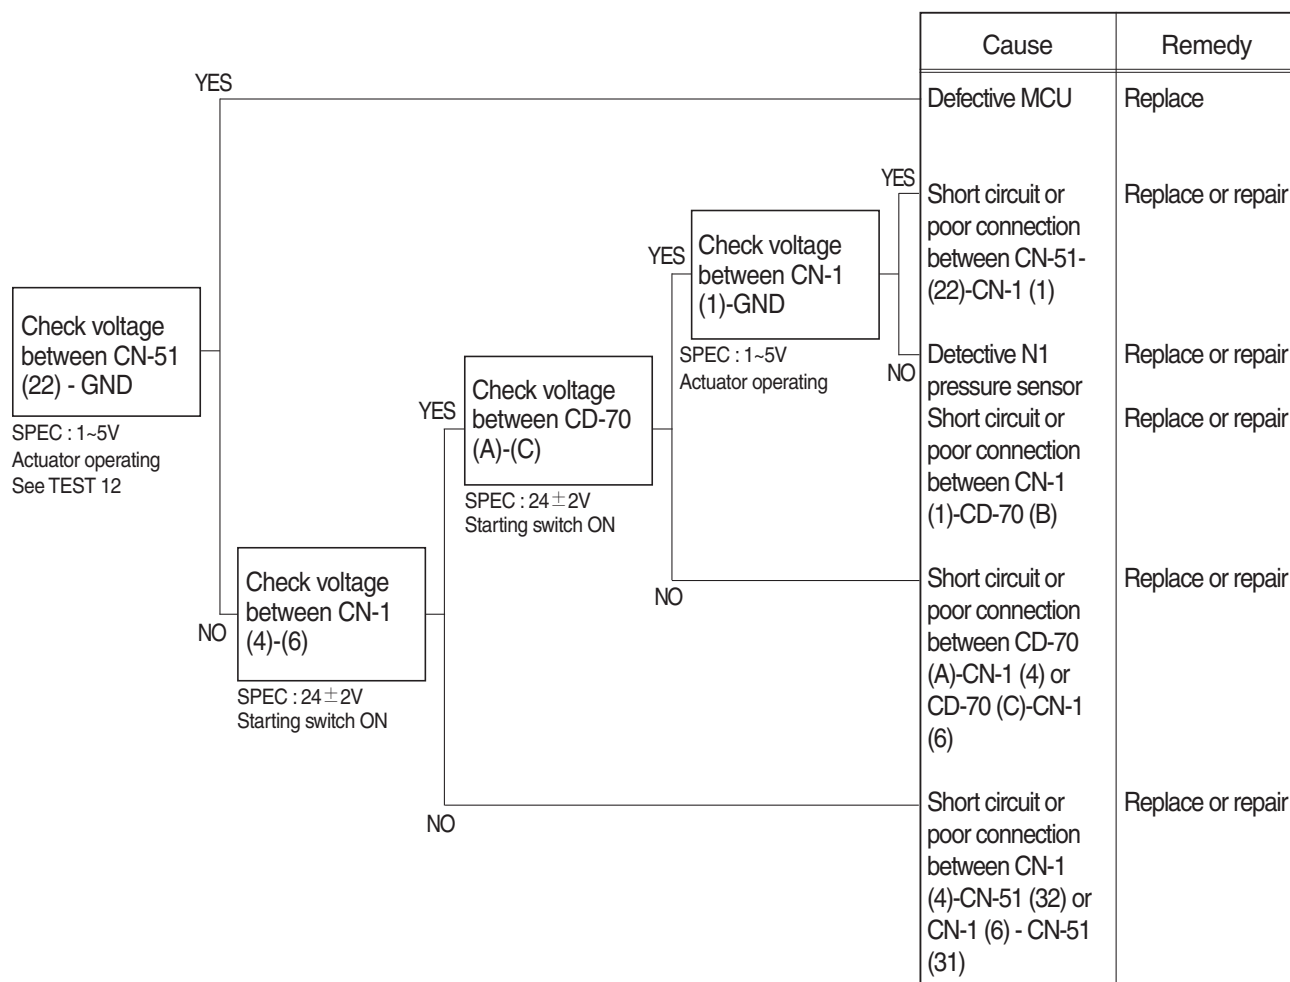 Cause
Remedy
YES
Defective MCU
Replace
YES
Short circuit or
poor connection
between CN-51-
(22)-CN-1 (1)
Replace or repair
YES
Check voltage
between CN-1
(1)-GND
SPEC : 1~5V
Actuator operating
NO
Detective N1
pressure sensor
Replace or repair
Short circuit or
poor connection
between CN-1
(1)-CD-70 (B)
Replace or repair
Check voltage
between CN-51
(22) - GND
SPEC : 1~5V
Actuator operating
See TEST 12
YES
Check voltage
between CD-70
(A)-(C)
SPEC : 24±2V
Starting switch ON
NO
Short circuit or
poor connection
between CD-70
(A)-CN-1 (4) or
CD-70 (C)-CN-1
(6)
Replace or repair
NO
Check voltage
between CN-1
(4)-(6)
SPEC : 24±2V
Starting switch ON
NO
Short circuit or
poor connection
between CN-1
(4)-CN-51 (32) or
CN-1 (6) - CN-51
(31)
Replace or repair